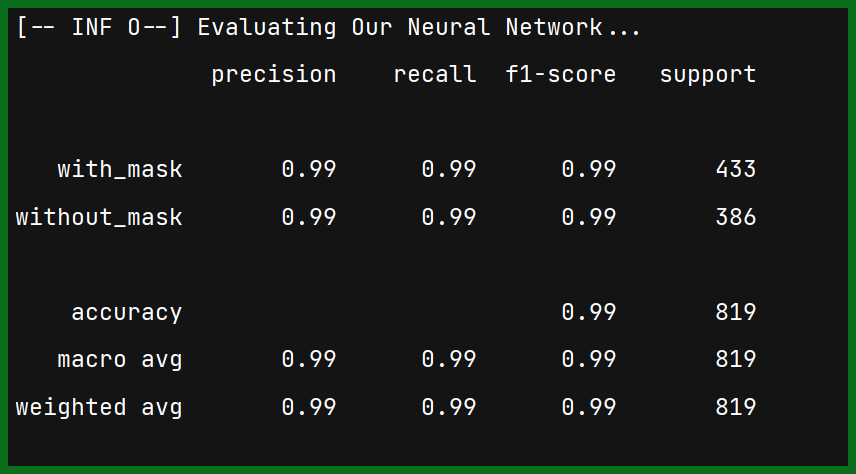 [-- INF O--] Evaluating Our Neural Network...
precision recall f1-score support
with_mask 0.99 0.99 0.99 433
without_mask 0.99 0.99 0.99 386
accuracy 0.99 819
macro avg 0.99 0.99 0.99 819
weighted avg 0.99 0.99 0.99 819